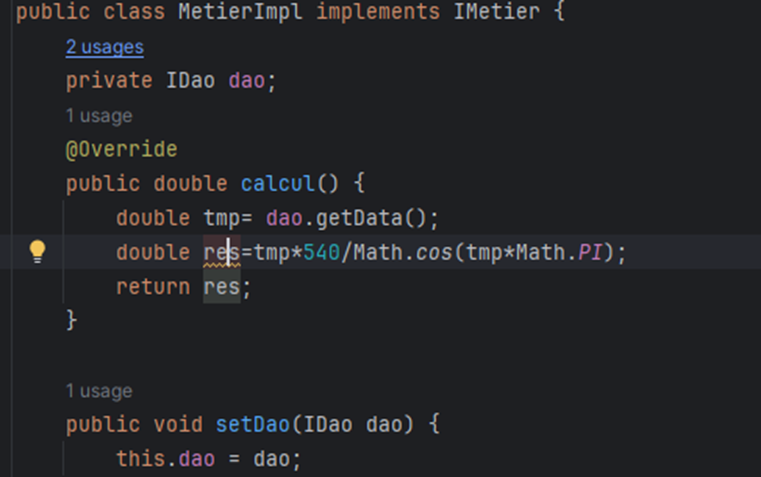 public class MetierImpl implements IMetier {
2 usages
private IDao dao;
1 usage
@Override
public double calcul() {
double tmp= dao.getData();
double res=tmp*540/Math.cos(tmp*Math.PI);
return res;
}
1 usage
public void setDao(IDao dao) {
this.dao = dao;